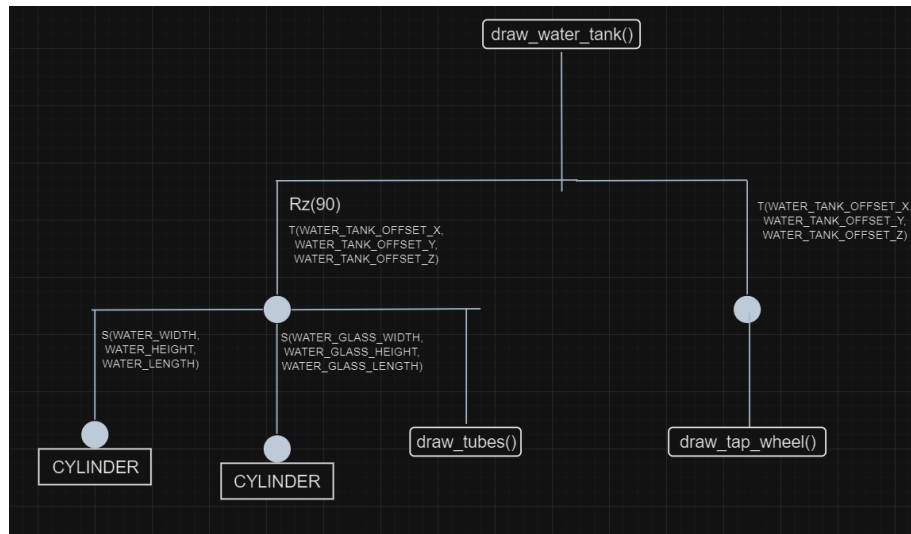 draw_water_tank()
Rz(90)
T(WATER_TANK_OFFSET_X,
WATER_TANK_OFFSET_Y,
WATER_TANK_OFFSET_Z)
T(WATER_TANK_OFFSET_X,
WATER_TANK_OFFSET_Y,
WATER_TANK_OFFSET_Z)
S(WATER_WIDTH,
WATER_HEIGHT,
WATER_LENGTH)
S(WATER_GLASS_WIDTH,
WATER_GLASS_HEIGHT,
WATER_GLASS_LENGTH)
CYLINDER
CYLINDER
draw_tubes()
draw_tap_wheel()